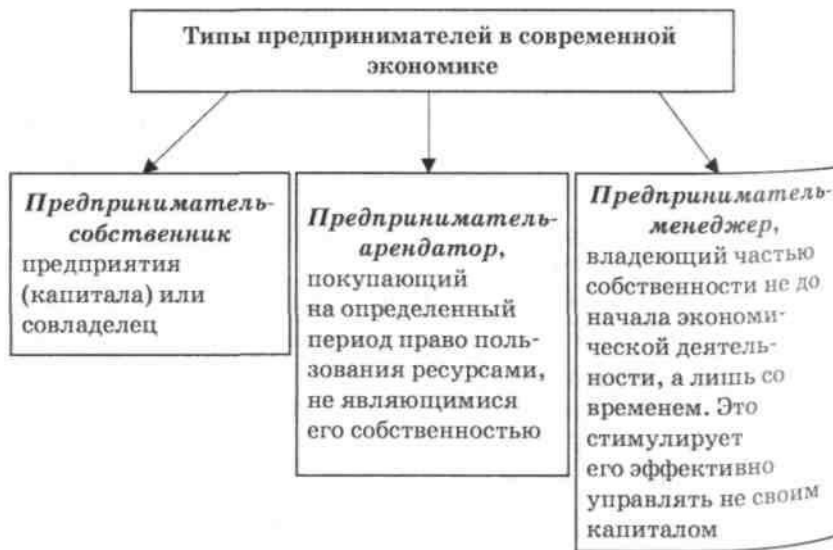 Типы предпринимателей в современной
экономике
Предприниматель-
собственник
предприятия
(капитала) или
совладелец
Предприниматель-
арендатор,
покупающий
на определенный
период право поль-
зования ресурсами,
не являющимися
его собственностью
Предприниматель-
менеджер,
владеющий частью
собственности не до
начала экономи-
ческой деятель-
ности, а лишь со
временем. Это
стимулирует
его эффективно
управлять не своим
капиталом